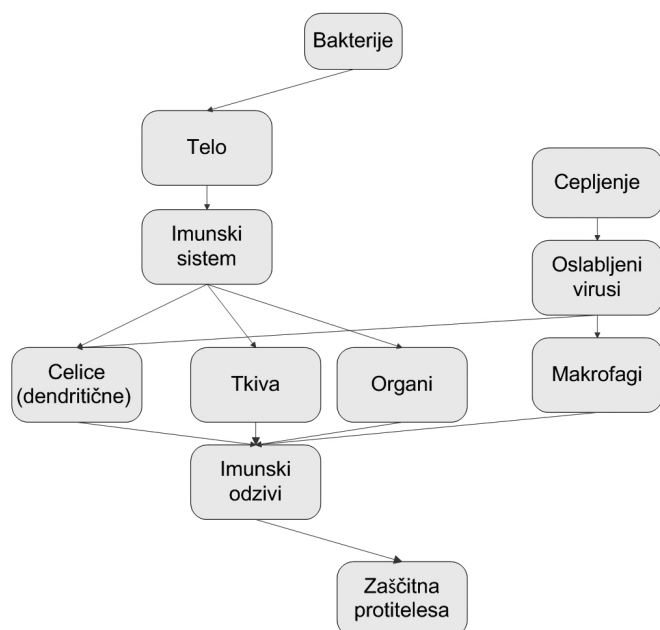 Bakterije
Telo
Cepljenje
Imunski
sistem
Oslabljeni
virusi
Celice
(dendritične)
Tkiva
Organi
Makrofagi
Imunski
odzivi
Zaščitna
protitelesa